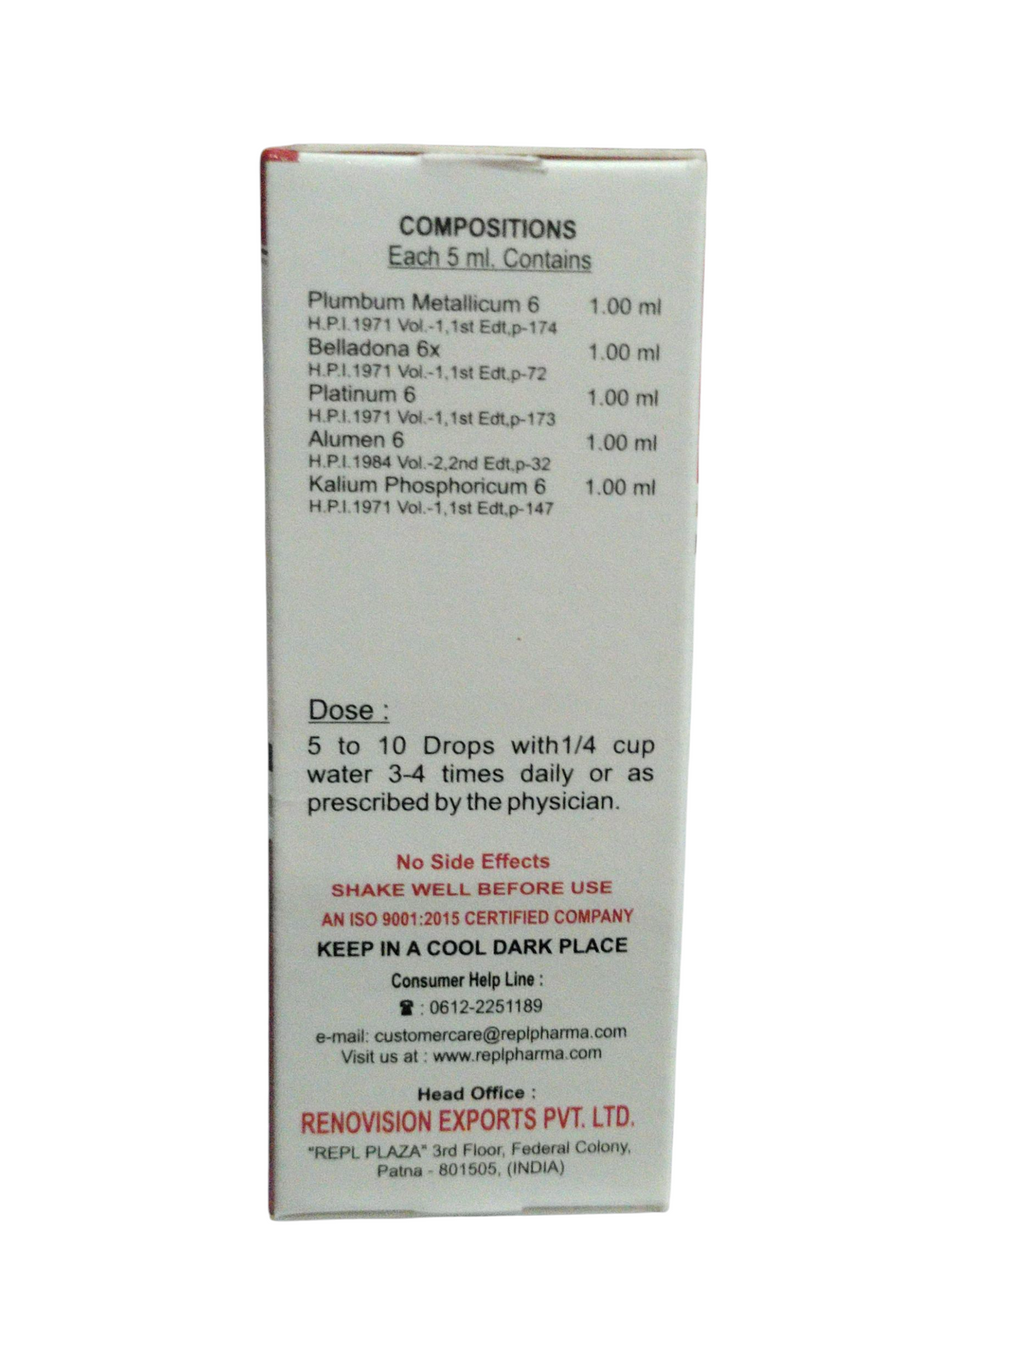 COMPOSITIONS
Each 5 ml. Contains
Plumbum Metallicum 6 1.00 ml
H.P.I.1971 Vol.-1,1st Edt,p-174
Belladona 6x 1.00 ml
H.P.I.1971 Vol.-1,1st Edt,p-72
Platinum 6 1.00 ml
H.P.I.1971 Vol.-1,1st Edt,p-173
Alumen 6 1.00 ml
H.P.I.1984 Vol.-2,2nd Edt,p-32
Kalium Phosphoricum 6 1.00 ml
H.P.I.1971 Vol.-1,1st Edt,p-147
Dose :
5 to 10 Drops with1/4 cup
water 3-4 times daily or as
prescribed by the physician.
No Side Effects
SHAKE WELL BEFORE USE
AN ISO 9001:2015 CERTIFIED COMPANY
KEEP IN A COOL DARK PLACE
Consumer Help Line :
☎ : 0612-2251189
e-mail: customercare@replpharma.com
Visit us at : www.replpharma.com
Head Office :
RENOVISION EXPORTS PVT. LTD.
"REPL PLAZA" 3rd Floor, Federal Colony,
Patna - 801505, (INDIA)